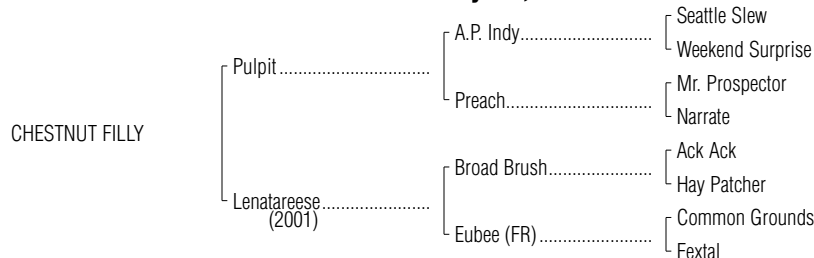 Seattle Slew
A.P. Indy
Weekend Surprise
Pulpit
Mr. Prospector
Preach
Narrate
CHESTNUT FILLY
Ack Ack
Broad Brush
Hay Patcher
Lenatareese
(2001)
Common Grounds
Eubee (FR)
Fextal